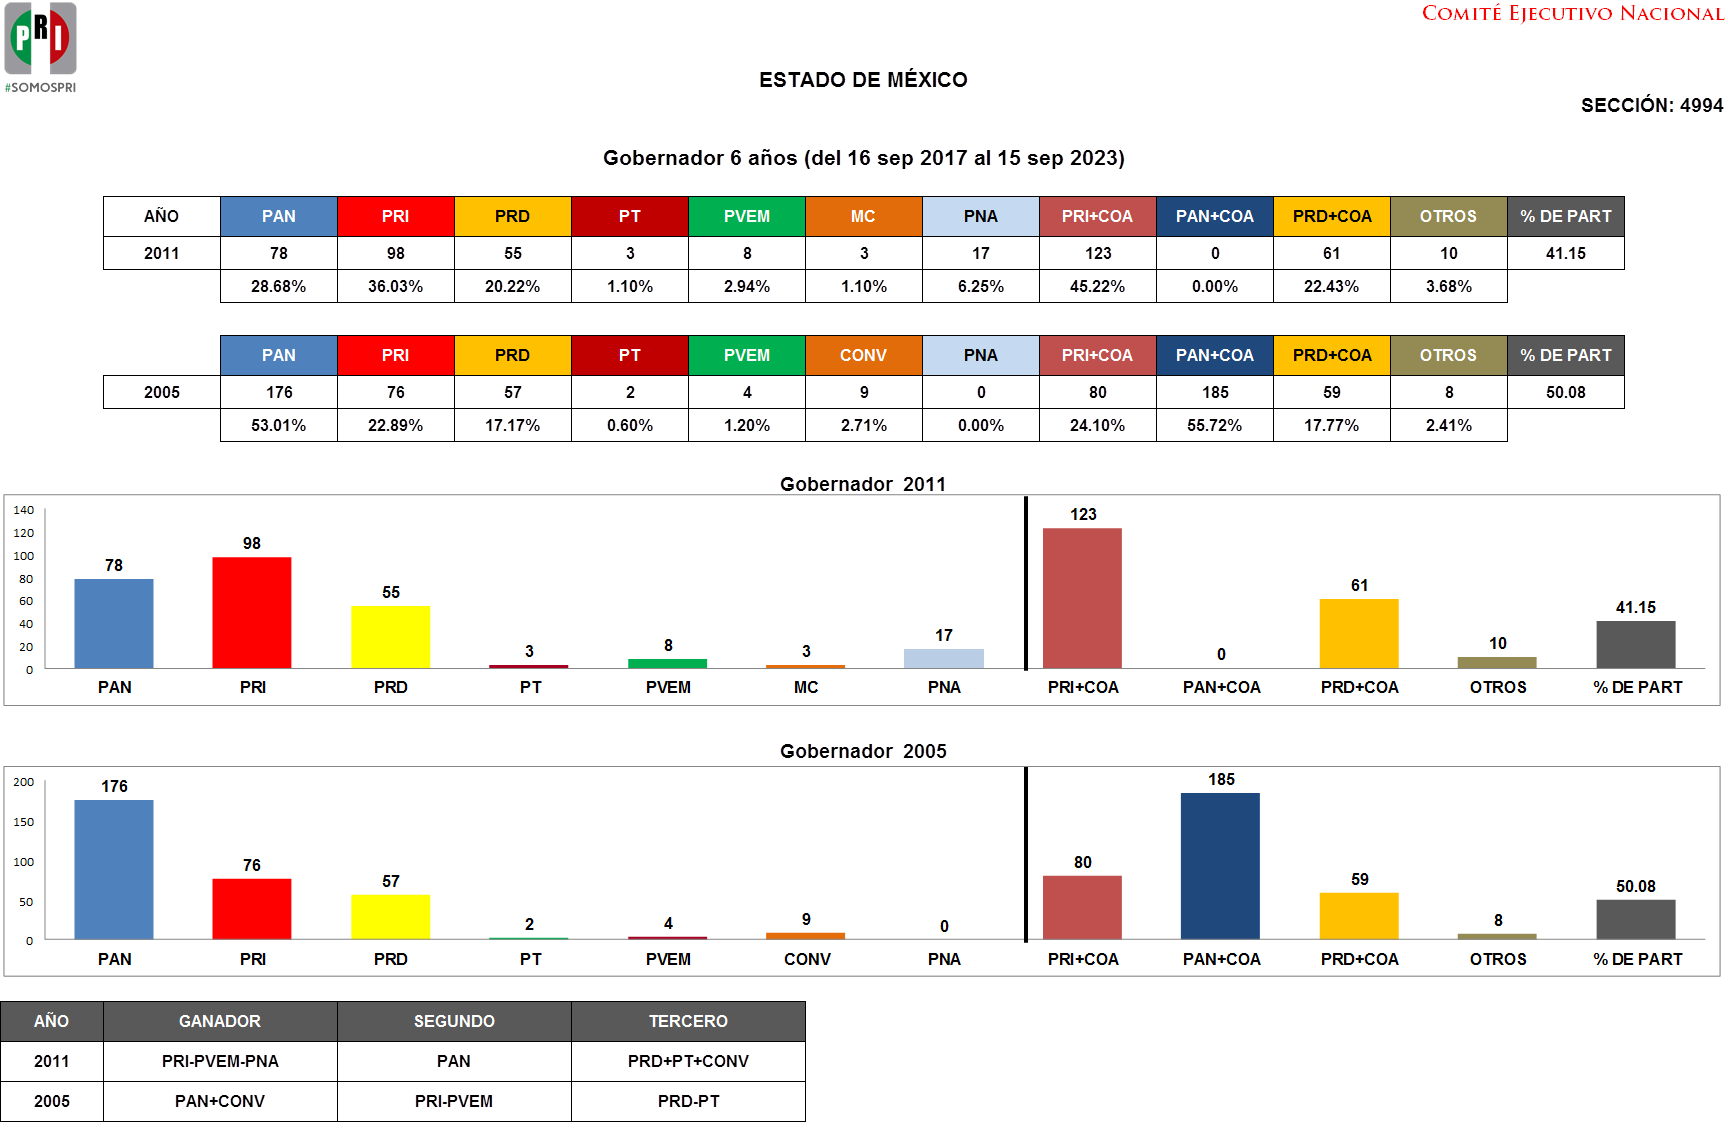 PRI
#SOMOSPRI
COMITÉ EJECUTIVO NACIONAL
ESTADO DE MÉXICO
SECCIÓN: 4994
Gobernador 6 años (del 16 sep 2017 al 15 sep 2023)
AÑO PAN PRI PRD PT PVEM MC PNA PRI+COA PAN+COA PRD+COA OTROS % DE PART
2011 78 98 55 3 8 3 17 123 0 61 10 41.15
28.68% 36.03% 20.22% 1.10% 2.94% 1.10% 6.25% 45.22% 0.00% 22.43% 3.68%
PAN PRI PRD PT PVEM CONV PNA PRI+COA PAN+COA PRD+COA OTROS % DE PART
2005 176 76 57 2 4 9 0 80 185 59 8 50.08
53.01% 22.89% 17.17% 0.60% 1.20% 2.71% 0.00% 24.10% 55.72% 17.77% 2.41%
Gobernador 2011
140
120
100
80
60
40
20
0
78 98 55 3 8 3 17 123 0 61 10 41.15
PAN PRI PRD PT PVEM MC PNA PRI+COA PAN+COA PRD+COA OTROS % DE PART
Gobernador 2005
200
150
100
50
0
176 76 57 2 4 9 0 80 185 59 8 50.08
PAN PRI PRD PT PVEM CONV PNA PRI+COA PAN+COA PRD+COA OTROS % DE PART
AÑO GANADOR SEGUNDO TERCERO
2011 PRI-PVEM-PNA PAN PRD+PT+CONV
2005 PAN+CONV PRI-PVEM PRD-PT